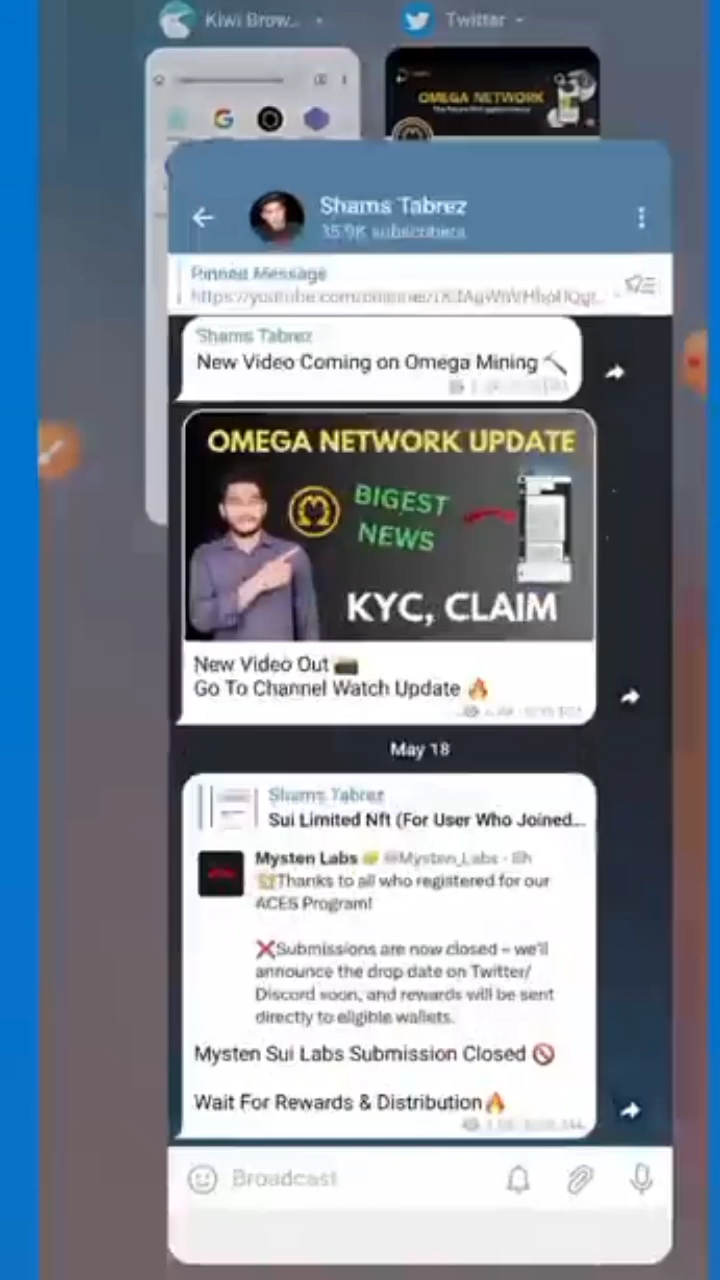 Kiwi Brow...
Twitter
OMEGA NETWORK
Shams Tabrez
35.9K subscribers
Pinned Message
Shams Tabrez
New Video Coming on Omega Mining ⛏️
OMEGA NETWORK UPDATE
BIGEST
NEWS
KYC, CLAIM
New Video Out 📹
Go To Channel Watch Update 🔥
May 18
Shams Tabrez
Sui Limited Nft (For User Who Joined...
Mysten Labs @Mysten_Labs · 8h
Thanks to all who registered for our
ACES Program!
❌Submissions are now closed – we'll
announce the drop date on Twitter/
Discord soon, and rewards will be sent
directly to eligible wallets.
Mysten Sui Labs Submission Closed 🚫
Wait For Rewards & Distribution🔥
Broadcast